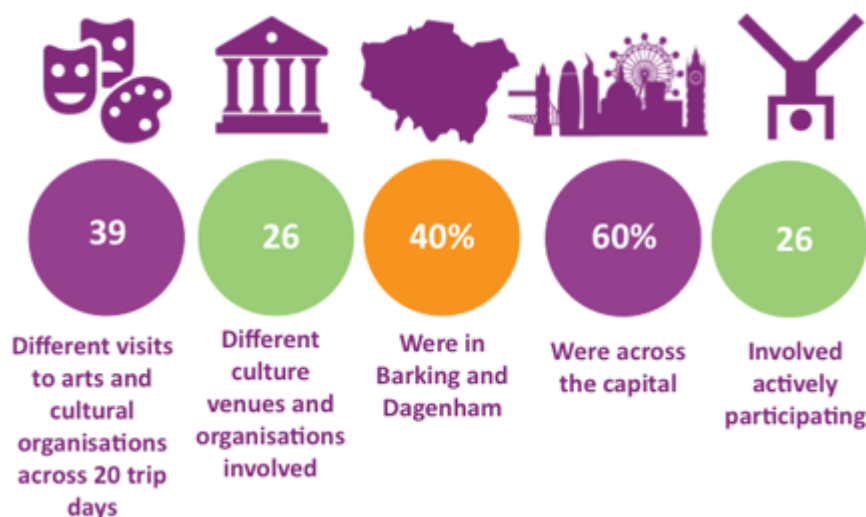 39
Different visits
to arts and
cultural
organisations
across 20 trip
days
26
Different
culture
venues and
organisations
involved
40%
Were in
Barking and
Dagenham
60%
Were across
the capital
26
Involved
actively
participating